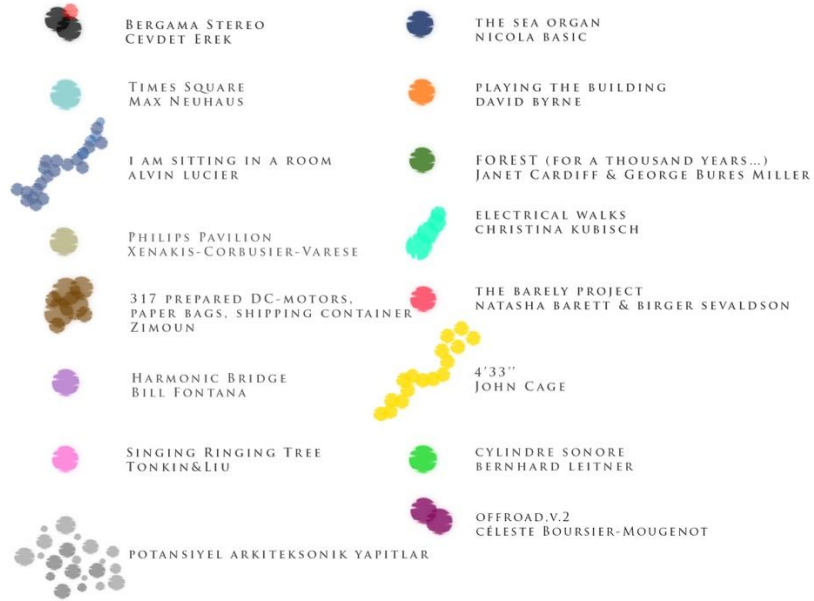 BERGAMA STEREO
CEVDET EREK
TIMES SQUARE
MAX NEUHAUS
I AM SITTING IN A ROOM
ALVIN LUCIER
PHILIPS PAVILION
XENAKIS-CORBUSIER-VARESE
317 PREPARED DC-MOTORS,
PAPER BAGS, SHIPPING CONTAINER
ZIMOUN
HARMONIC BRIDGE
BILL FONTANA
SINGING RINGING TREE
TONKIN&LIU
POTANSIYEL ARKITEKSONIK YAPITLAR
THE SEA ORGAN
NICOLA BASIC
PLAYING THE BUILDING
DAVID BYRNE
FOREST (FOR A THOUSAND YEARS...)
JANET CARDIFF & GEORGE BURES MILLER
ELECTRICAL WALKS
CHRISTINA KUBISCH
THE BARELY PROJECT
NATASHA BARETT & BIRGER SEVALDSON
4'33''
JOHN CAGE
CYLINDRE SONORE
BERNHARD LEITNER
OFFROAD,V.2
CÉLESTE BOURSIER-MOUGENOT